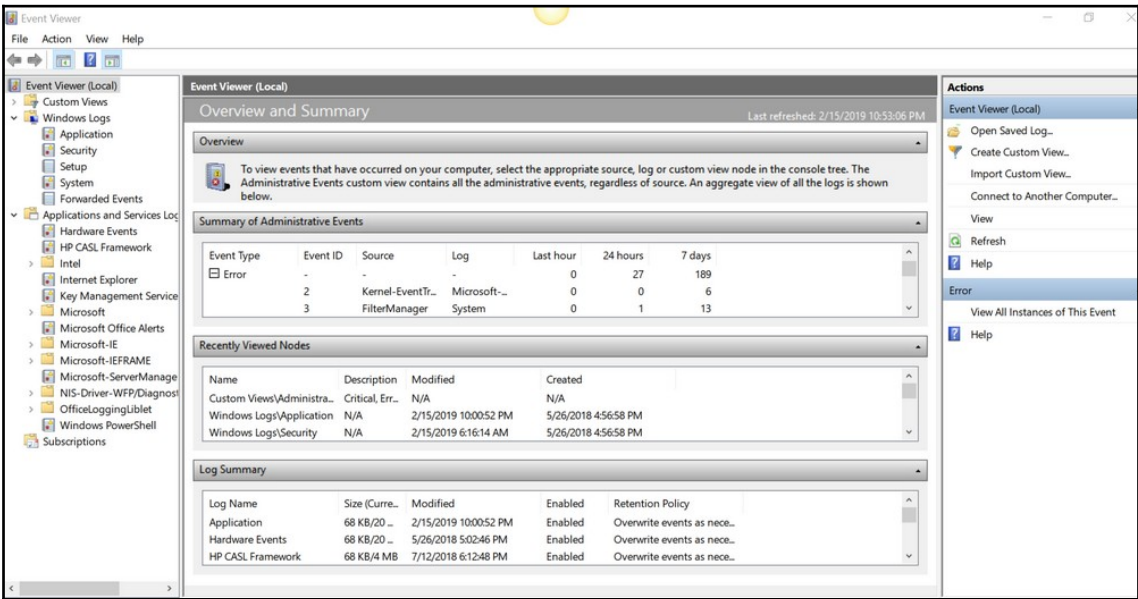 Event Viewer
File Action View Help
Event Viewer (Local)
Custom Views
Windows Logs
Application
Security
Setup
System
Forwarded Events
Applications and Services Log
Hardware Events
HP CASL Framework
Intel
Internet Explorer
Key Management Service
Microsoft
Microsoft Office Alerts
Microsoft-IE
Microsoft-IEFRAME
Microsoft-ServerManage
NIS-Driver-WFP/Diagnost
OfficeLoggingLiblet
Windows PowerShell
Subscriptions
Event Viewer (Local)
Overview and Summary Last refreshed: 2/15/2019 10:53:06 PM
Overview
To view events that have occurred on your computer, select the appropriate source, log or custom view node in the console tree. The
Administrative Events custom view contains all the administrative events, regardless of source. An aggregate view of all the logs is shown
below.
Summary of Administrative Events
Event Type Event ID Source Log Last hour 24 hours 7 days
Error - - - 0 27 189
2 Kernel-EventTr... Microsoft-... 0 0 6
3 FilterManager System 0 1 13
Recently Viewed Nodes
Name Description Modified Created
Custom Views\Administra... Critical, Err... N/A N/A
Windows Logs\Application N/A 2/15/2019 10:00:52 PM 5/26/2018 4:56:58 PM
Windows Logs\Security N/A 2/15/2019 6:16:14 AM 5/26/2018 4:56:58 PM
Log Summary
Log Name Size (Curre... Modified Enabled Retention Policy
Application 68 KB/20 ... 2/15/2019 10:00:52 PM Enabled Overwrite events as nece...
Hardware Events 68 KB/20 ... 5/26/2018 5:02:46 PM Enabled Overwrite events as nece...
HP CASL Framework 68 KB/4 MB 7/12/2018 6:12:48 PM Enabled Overwrite events as nece...
Actions
Event Viewer (Local)
Open Saved Log...
Create Custom View...
Import Custom View...
Connect to Another Computer...
View
Refresh
Help
Error
View All Instances of This Event
Help